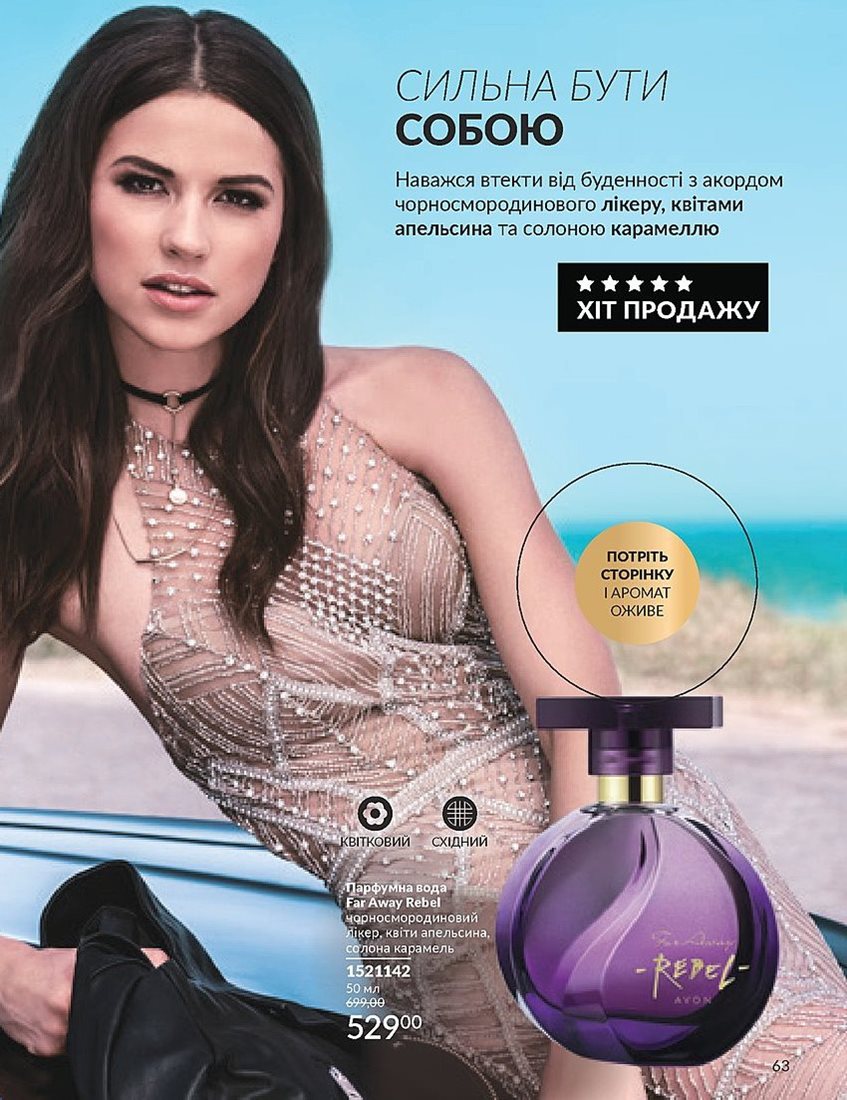 СИЛЬНА БУТИ
СОБОЮ
Наважся втекти від буденності з акордом
чорносмородинового лікеру, квітами
апельсина та солоною карамеллю
★★★★★
ХІТ ПРОДАЖУ
ПОТРІТЬ
СТОРІНКУ
І АРОМАТ
ОЖИВЕ
КВІТКОВИЙ
СХІДНИЙ
Парфумна вода
Far Away Rebel
чорносмородиновий
лікер, квіти апельсина,
солона карамель
1521142
50 мл
699,00
52900
Far Away
-REBEL-
AVON
63